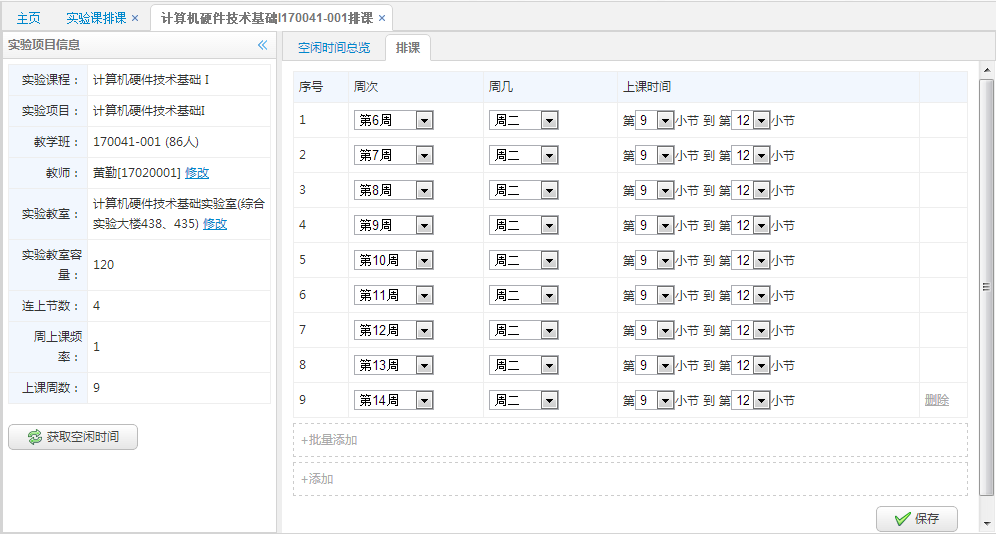 主页 实验课排课 × 计算机硬件技术基础I170041-001排课 ×
实验项目信息 «
实验课程： 计算机硬件技术基础 I
实验项目： 计算机硬件技术基础I
教学班： 170041-001 (86人)
教师： 黄勤[17020001] 修改
实验教室： 计算机硬件技术基础实验室(综合
实验大楼438、435) 修改
实验教室容
量： 120
连上节数： 4
周上课频
率： 1
上课周数： 9
获取空闲时间
空闲时间总览 排课
序号 周次 周几 上课时间
1 第6周 周二 第 9 小节 到 第 12 小节
2 第7周 周二 第 9 小节 到 第 12 小节
3 第8周 周二 第 9 小节 到 第 12 小节
4 第9周 周二 第 9 小节 到 第 12 小节
5 第10周 周二 第 9 小节 到 第 12 小节
6 第11周 周二 第 9 小节 到 第 12 小节
7 第12周 周二 第 9 小节 到 第 12 小节
8 第13周 周二 第 9 小节 到 第 12 小节
9 第14周 周二 第 9 小节 到 第 12 小节 删除
+批量添加
+添加
保存